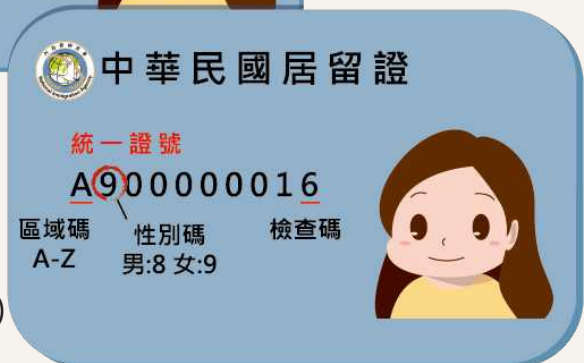 中華民國居留證
統一證號
A900000016
區域碼 性別碼 檢查碼
A-Z 男:8 女:9
)